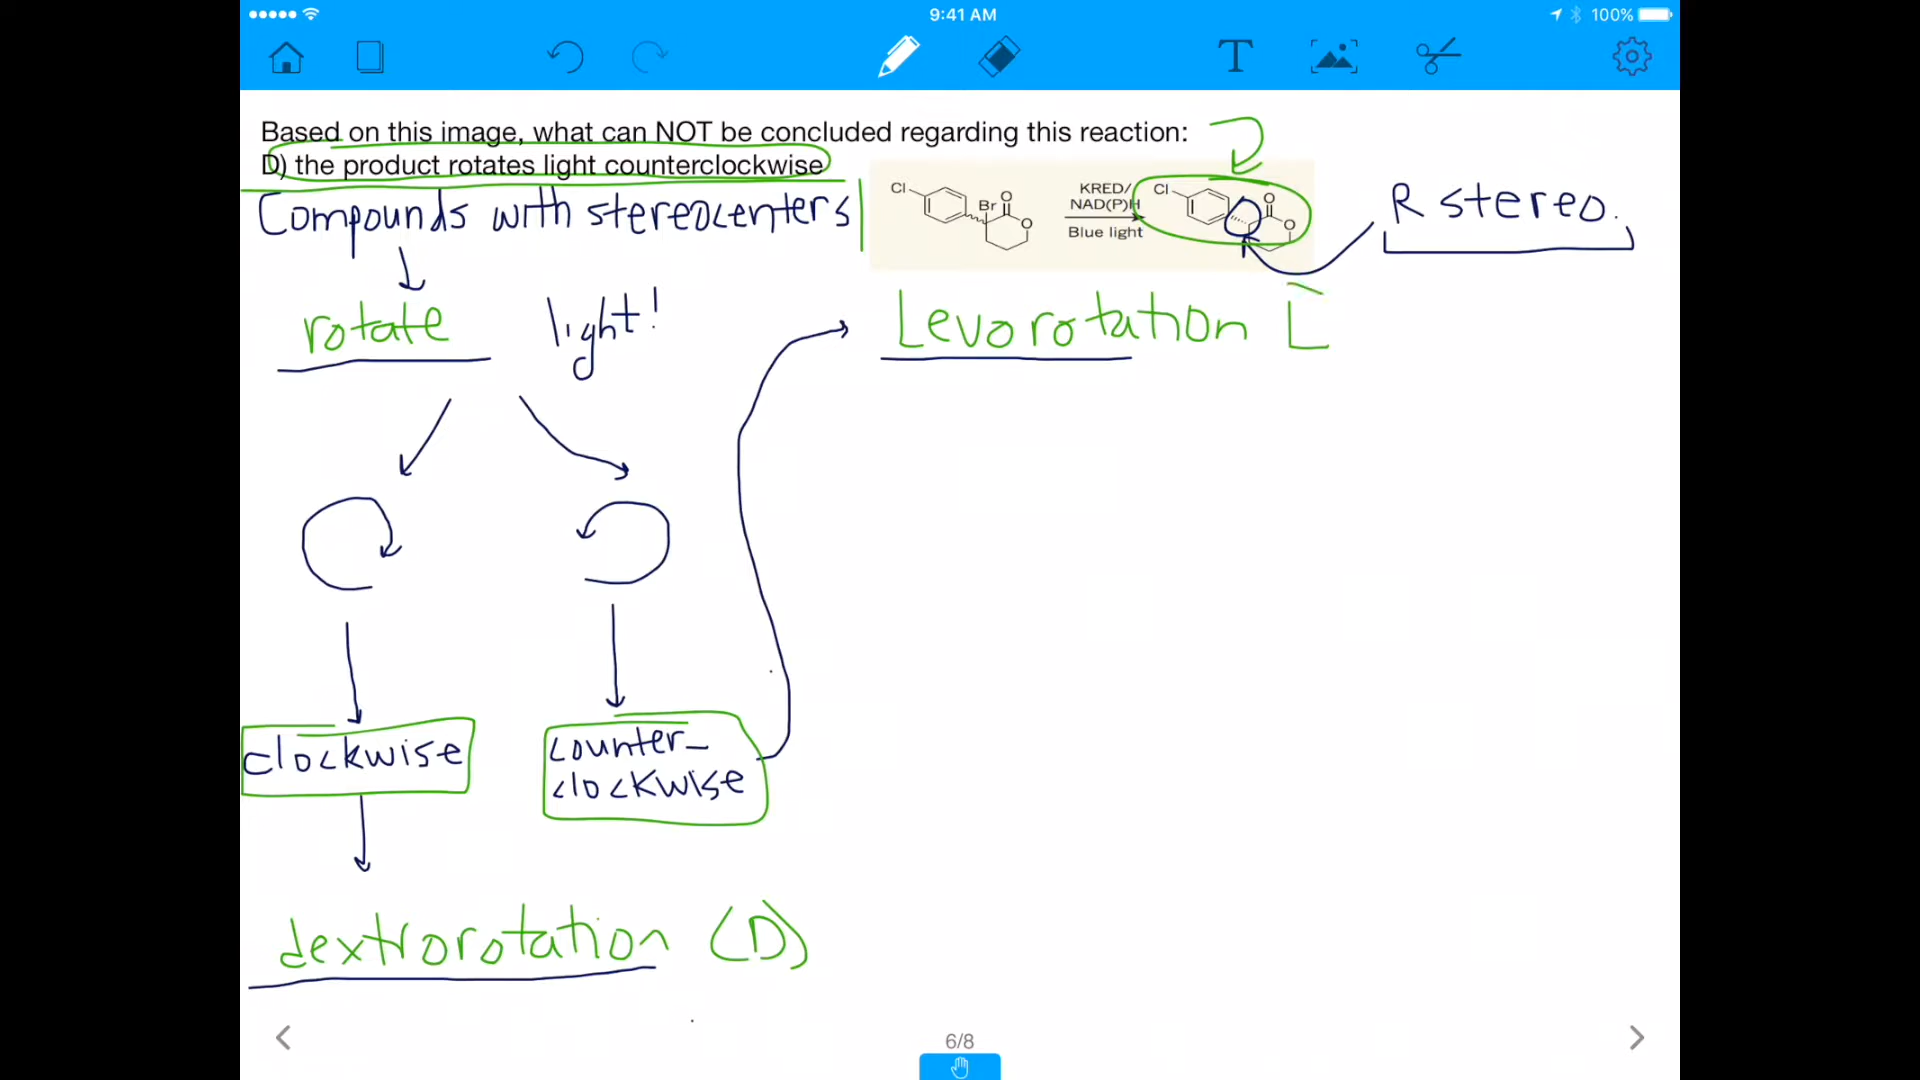 9:41 AM
100%
T
Based on this image, what can NOT be concluded regarding this reaction:
D) the product rotates light counterclockwise
Compounds with stereocenters
Cl
Br
O
O
KRED/
NAD(P)H
Blue light
Cl
O
O
R stereo.
rotate light!
Levorotation L
clockwise
counter-
clockwise
dextrorotation (D)
6/8